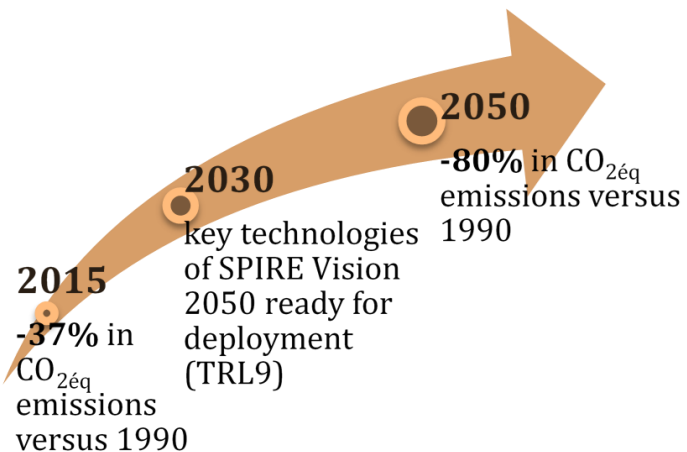 2015
-37% in
CO2éq
emissions
versus 1990
2030
key technologies
of SPIRE Vision
2050 ready for
deployment
(TRL9)
2050
-80% in CO2éq
emissions versus
1990